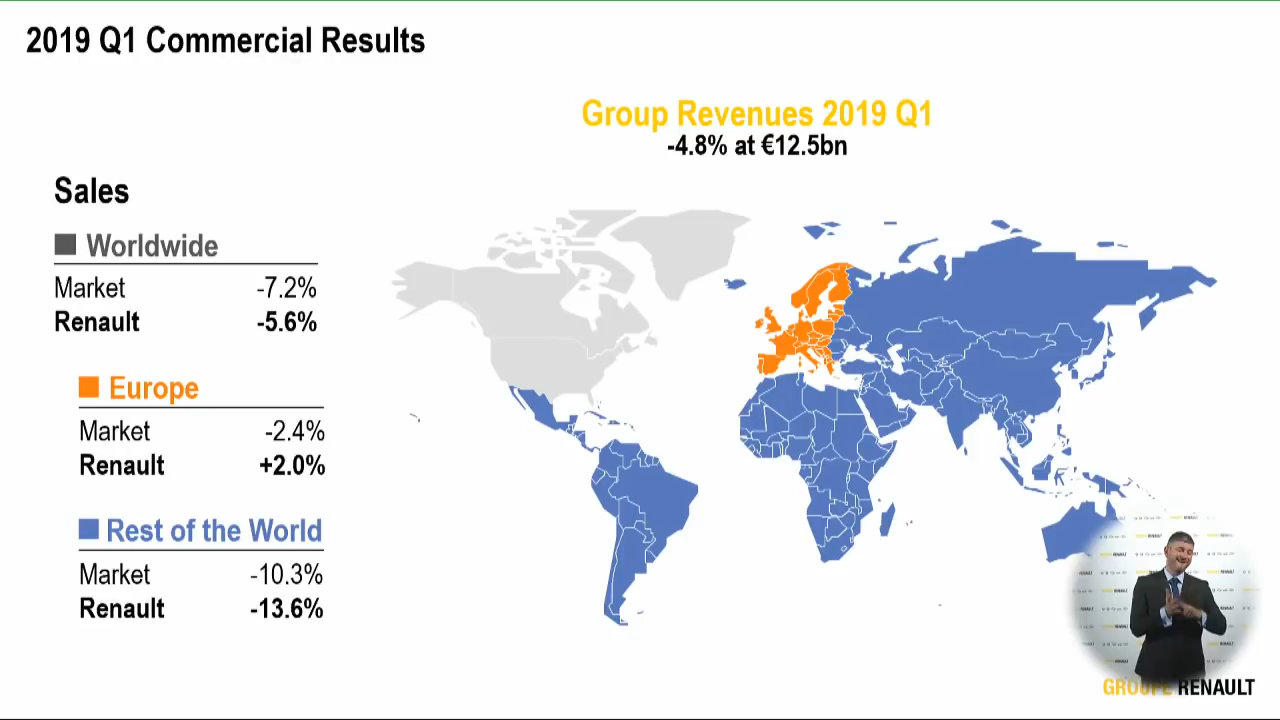 2019 Q1 Commercial Results
Group Revenues 2019 Q1
-4.8% at €12.5bn
Sales
Worldwide
Market -7.2%
Renault -5.6%
Europe
Market -2.4%
Renault +2.0%
Rest of the World
Market -10.3%
Renault -13.6%
GROUPE RENAULT